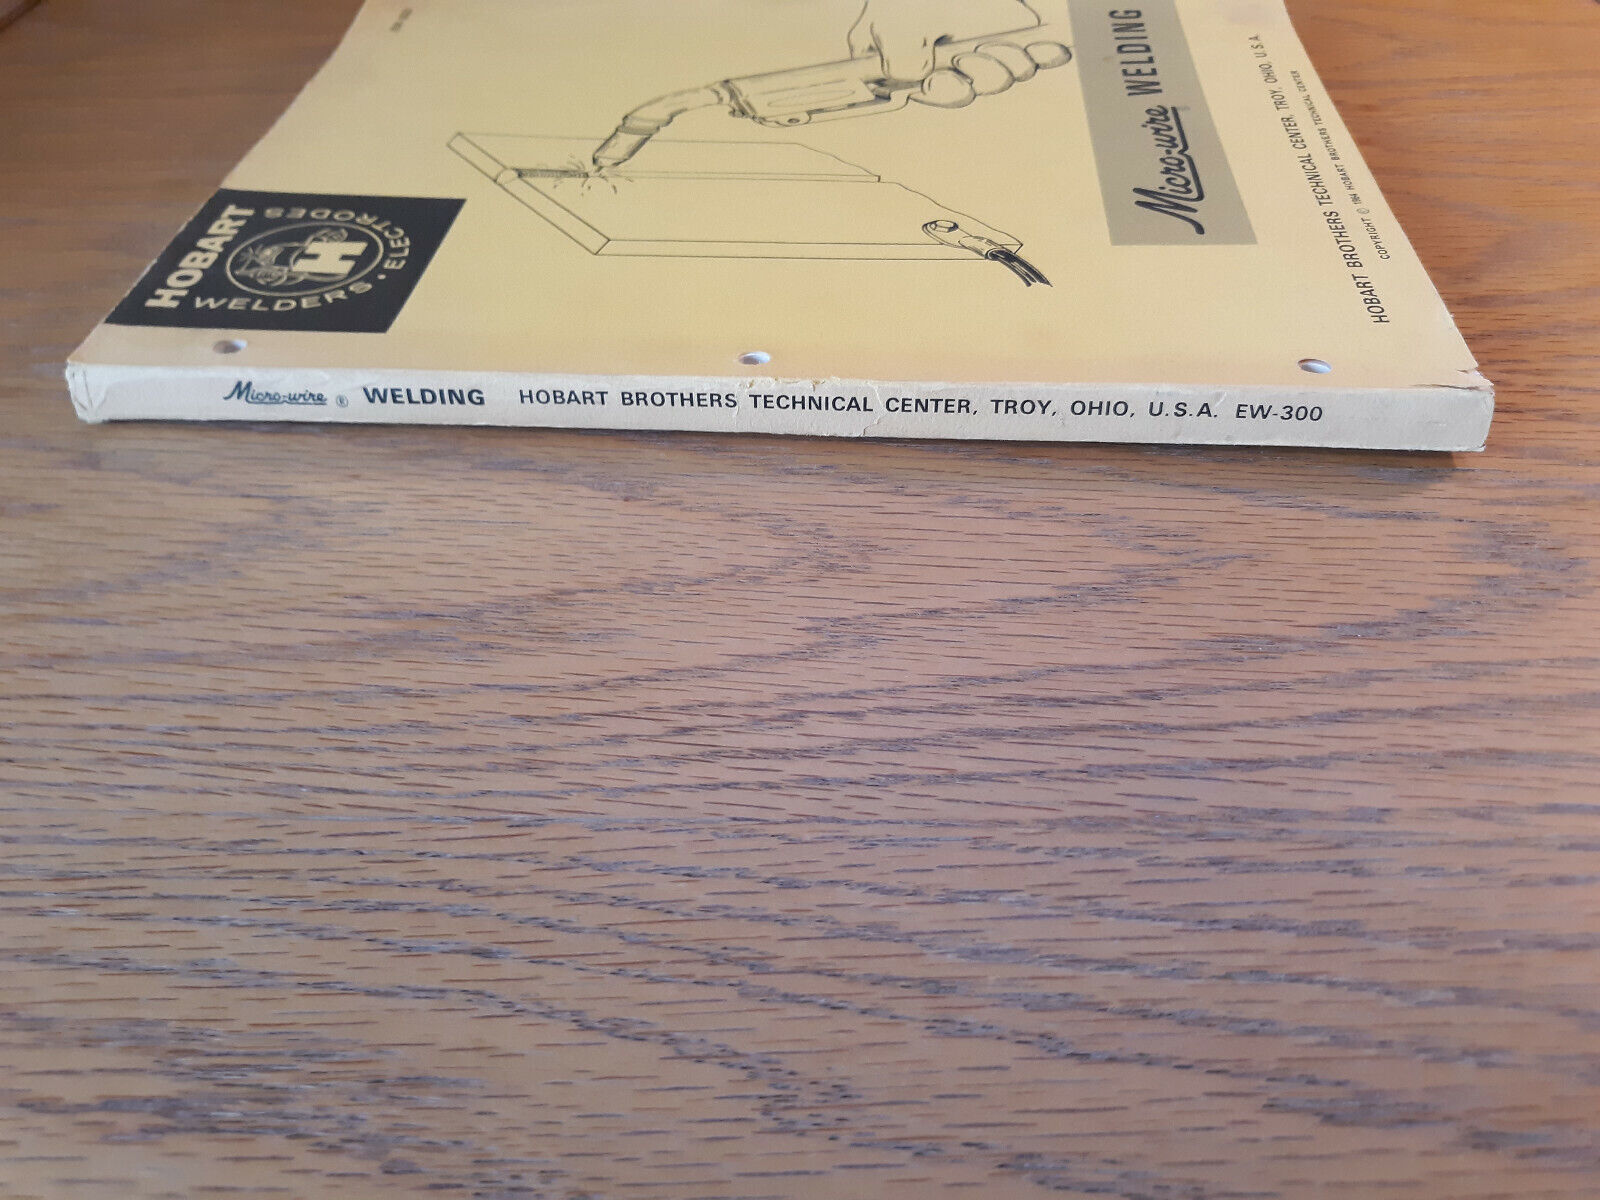 HOBART
WELDERS • ELECTRODES
H
Micro-wire WELDING
HOBART BROTHERS TECHNICAL CENTER, TROY, OHIO, U.S.A.
COPYRIGHT © 1964 HOBART BROTHERS TECHNICAL CENTER
Micro-wire ® WELDING HOBART BROTHERS TECHNICAL CENTER, TROY, OHIO, U.S.A. EW-300